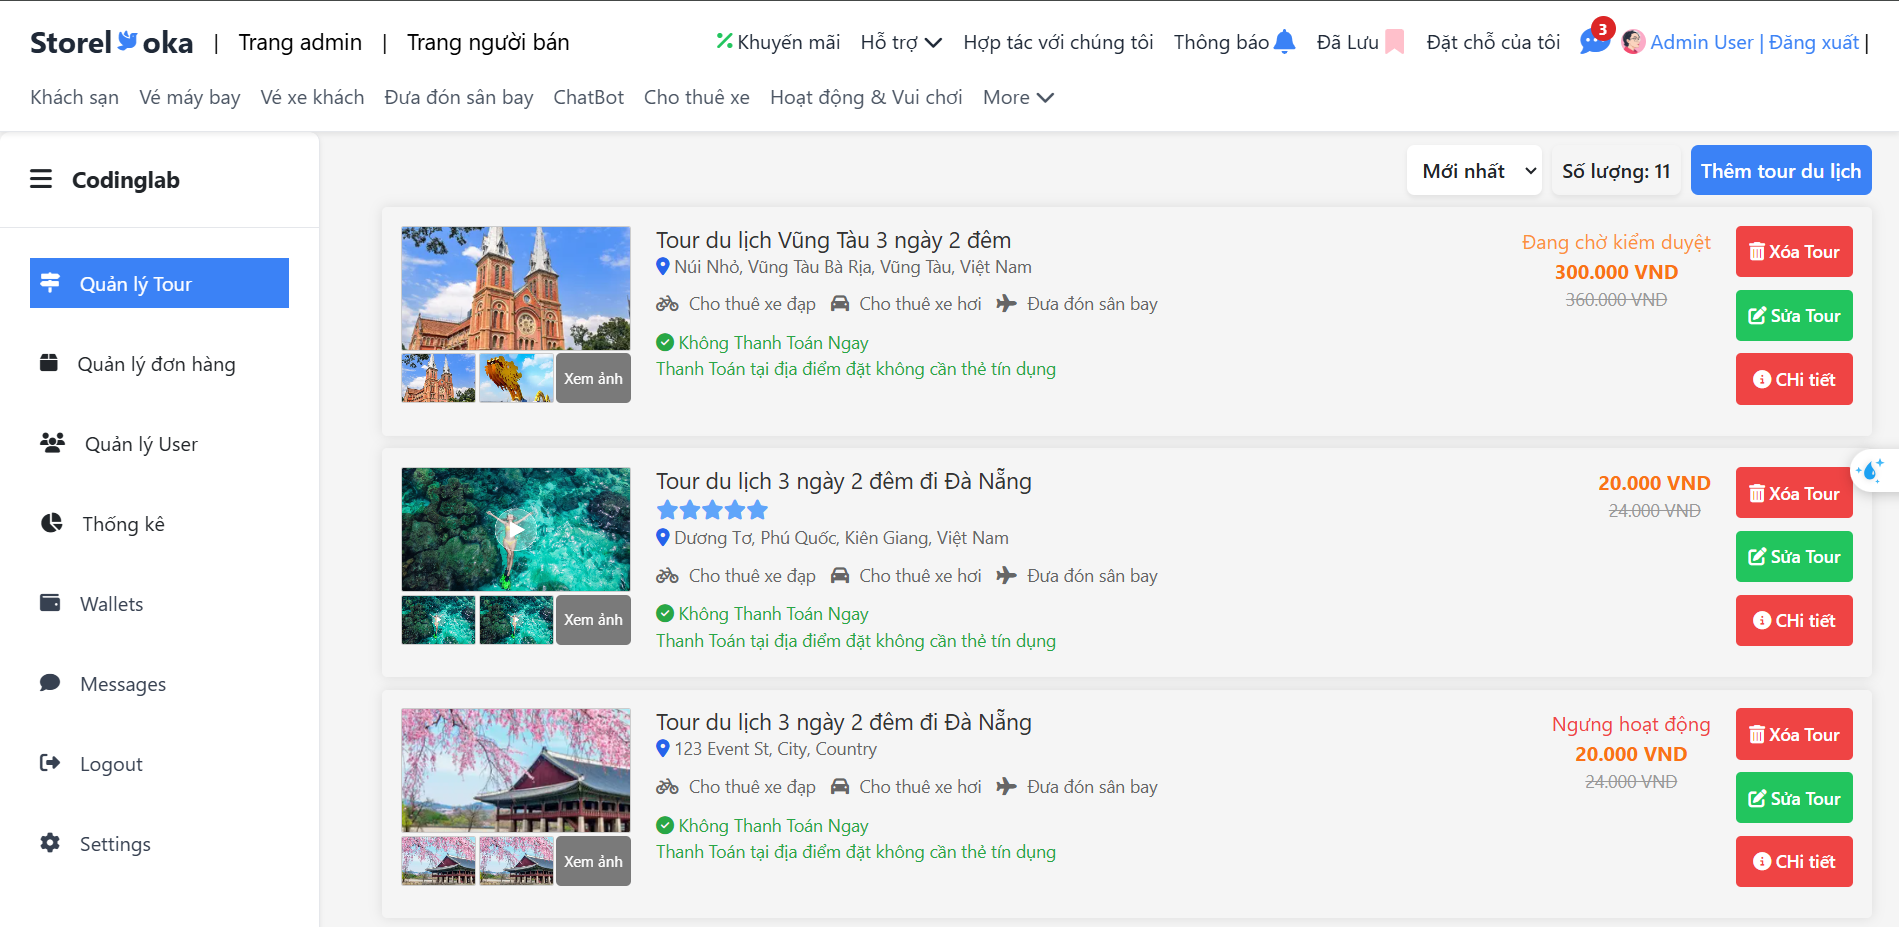 Storel oka | Trang admin | Trang người bán
Khuyến mãi Hỗ trợ Hợp tác với chúng tôi Thông báo Đã Lưu Đặt chỗ của tôi 3 Admin User | Đăng xuất |
Khách sạn Vé máy bay Vé xe khách Đưa đón sân bay ChatBot Cho thuê xe Hoạt động & Vui chơi More
Codinglab
Quản lý Tour
Quản lý đơn hàng
Quản lý User
Thống kê
Wallets
Messages
Logout
Settings
Mới nhất Số lượng: 11 Thêm tour du lịch
Tour du lịch Vũng Tàu 3 ngày 2 đêm
Núi Nhỏ, Vũng Tàu Bà Rịa, Vũng Tàu, Việt Nam
Cho thuê xe đạp Cho thuê xe hơi Đưa đón sân bay
Không Thanh Toán Ngay
Thanh Toán tại địa điểm đặt không cần thẻ tín dụng
Xem ảnh
Đang chờ kiểm duyệt
300.000 VND
360.000 VND
Xóa Tour
Sửa Tour
CHi tiết
Tour du lịch 3 ngày 2 đêm đi Đà Nẵng
Dương Tơ, Phú Quốc, Kiên Giang, Việt Nam
Cho thuê xe đạp Cho thuê xe hơi Đưa đón sân bay
Không Thanh Toán Ngay
Thanh Toán tại địa điểm đặt không cần thẻ tín dụng
Xem ảnh
20.000 VND
24.000 VND
Xóa Tour
Sửa Tour
CHi tiết
Tour du lịch 3 ngày 2 đêm đi Đà Nẵng
123 Event St, City, Country
Cho thuê xe đạp Cho thuê xe hơi Đưa đón sân bay
Không Thanh Toán Ngay
Thanh Toán tại địa điểm đặt không cần thẻ tín dụng
Xem ảnh
Ngưng hoạt động
20.000 VND
24.000 VND
Xóa Tour
Sửa Tour
CHi tiết